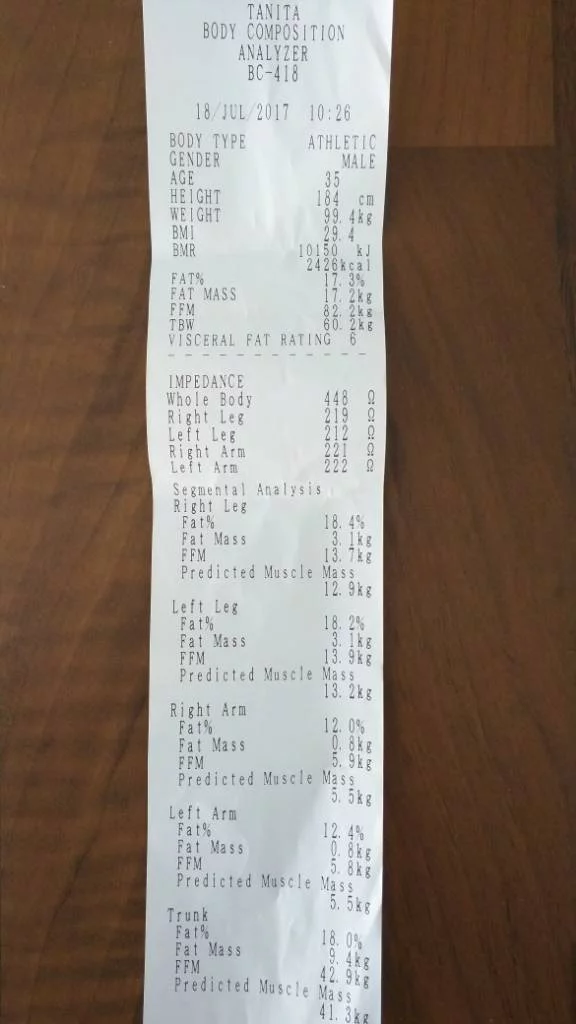 TANITA
BODY COMPOSITION
ANALYZER
BC-418
18/JUL/2017 10:26
BODY TYPE ATHLETIC
GENDER MALE
AGE 35
HEIGHT 184 cm
WEIGHT 99.4kg
BMI 29.4
BMR 10150 kJ
2426kcal
FAT% 17.3%
FAT MASS 17.2kg
FFM 82.2kg
TBW 60.2kg
VISCERAL FAT RATING 6
- - - - - - - - - - - - -
IMPEDANCE
Whole Body 448 Ω
Right Leg 219 Ω
Left Leg 212 Ω
Right Arm 221 Ω
Left Arm 222 Ω
Segmental Analysis
Right Leg
Fat% 18.4%
Fat Mass 3.1kg
FFM 13.7kg
Predicted Muscle Mass
12.9kg
Left Leg
Fat% 18.2%
Fat Mass 3.1kg
FFM 13.9kg
Predicted Muscle Mass
13.2kg
Right Arm
Fat% 12.0%
Fat Mass 0.8kg
FFM 5.9kg
Predicted Muscle Mass
5.5kg
Left Arm
Fat% 12.4%
Fat Mass 0.8kg
FFM 5.8kg
Predicted Muscle Mass
5.5kg
Trunk
Fat% 18.0%
Fat Mass 9.4kg
FFM 42.9kg
Predicted Muscle Mass
41.3kg